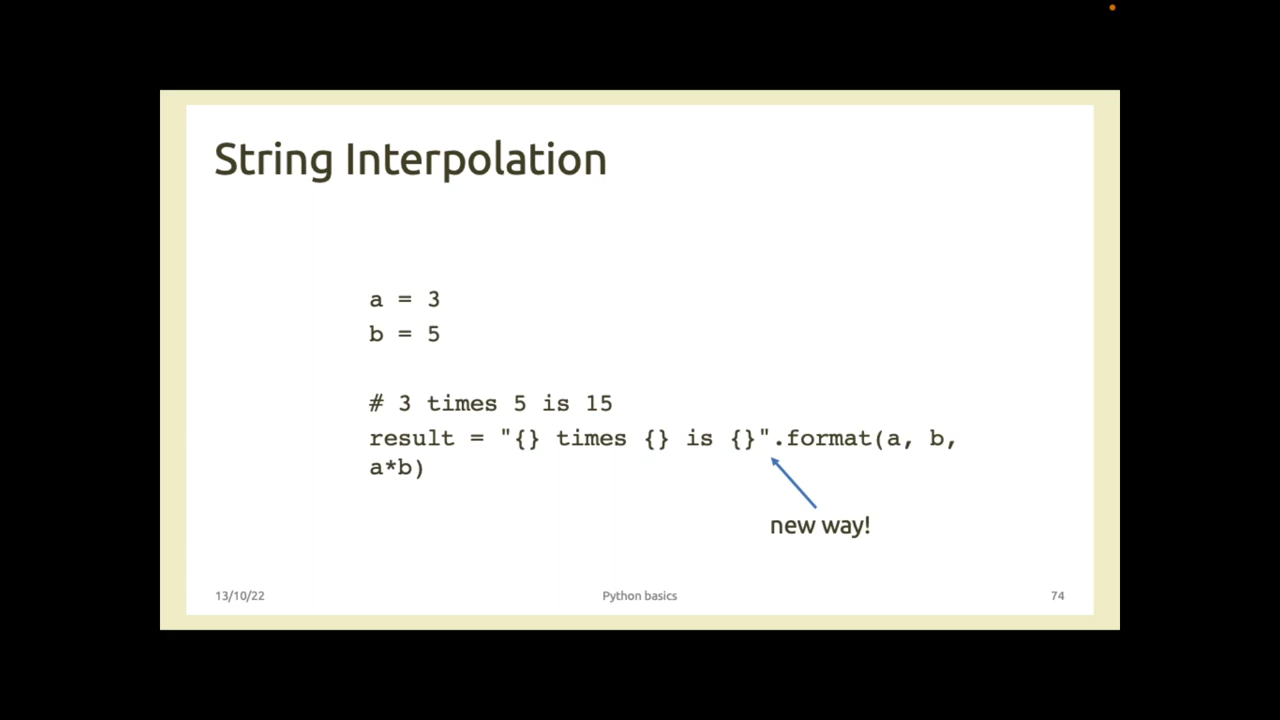 String Interpolation
a = 3
b = 5
# 3 times 5 is 15
result = "{} times {} is {}".format(a, b,
a*b)
new way!
13/10/22 Python basics 74